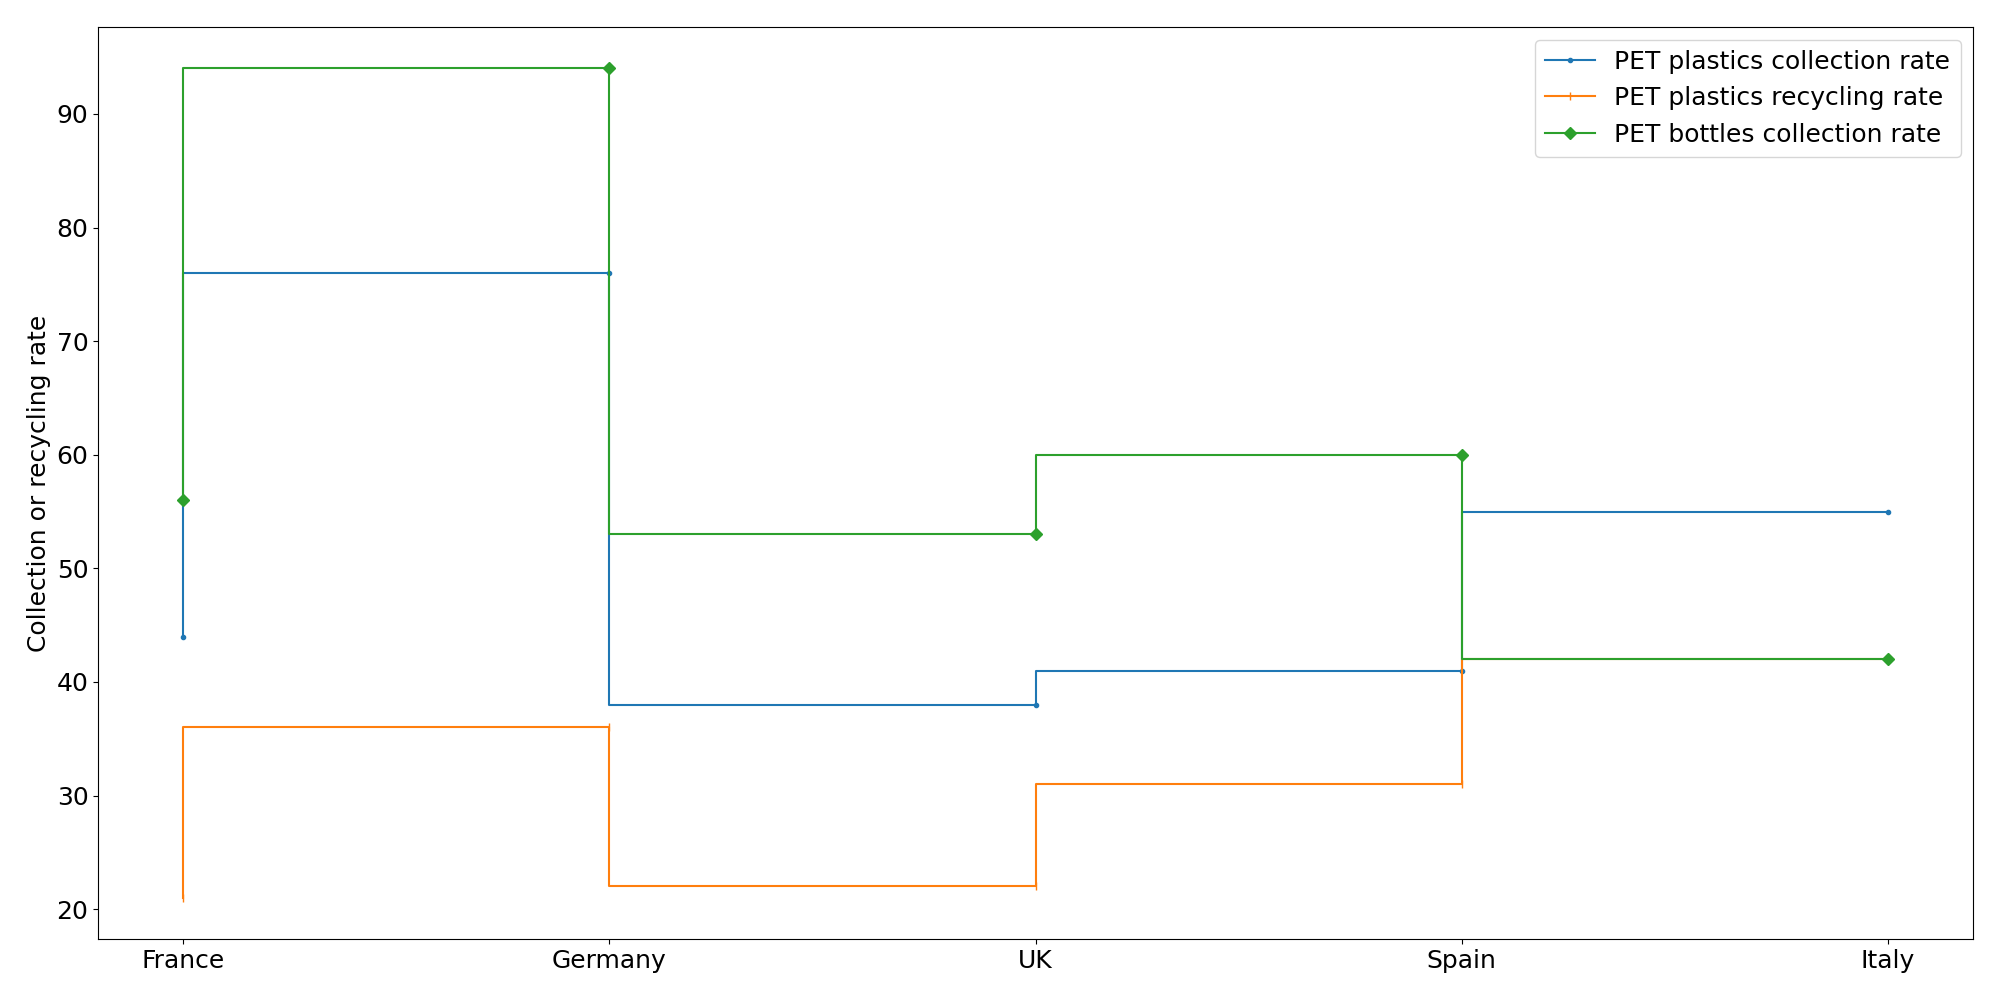 PET plastics collection rate
PET plastics recycling rate
PET bottles collection rate
Collection or recycling rate
90
80
70
60
50
40
30
20
France Germany UK Spain Italy